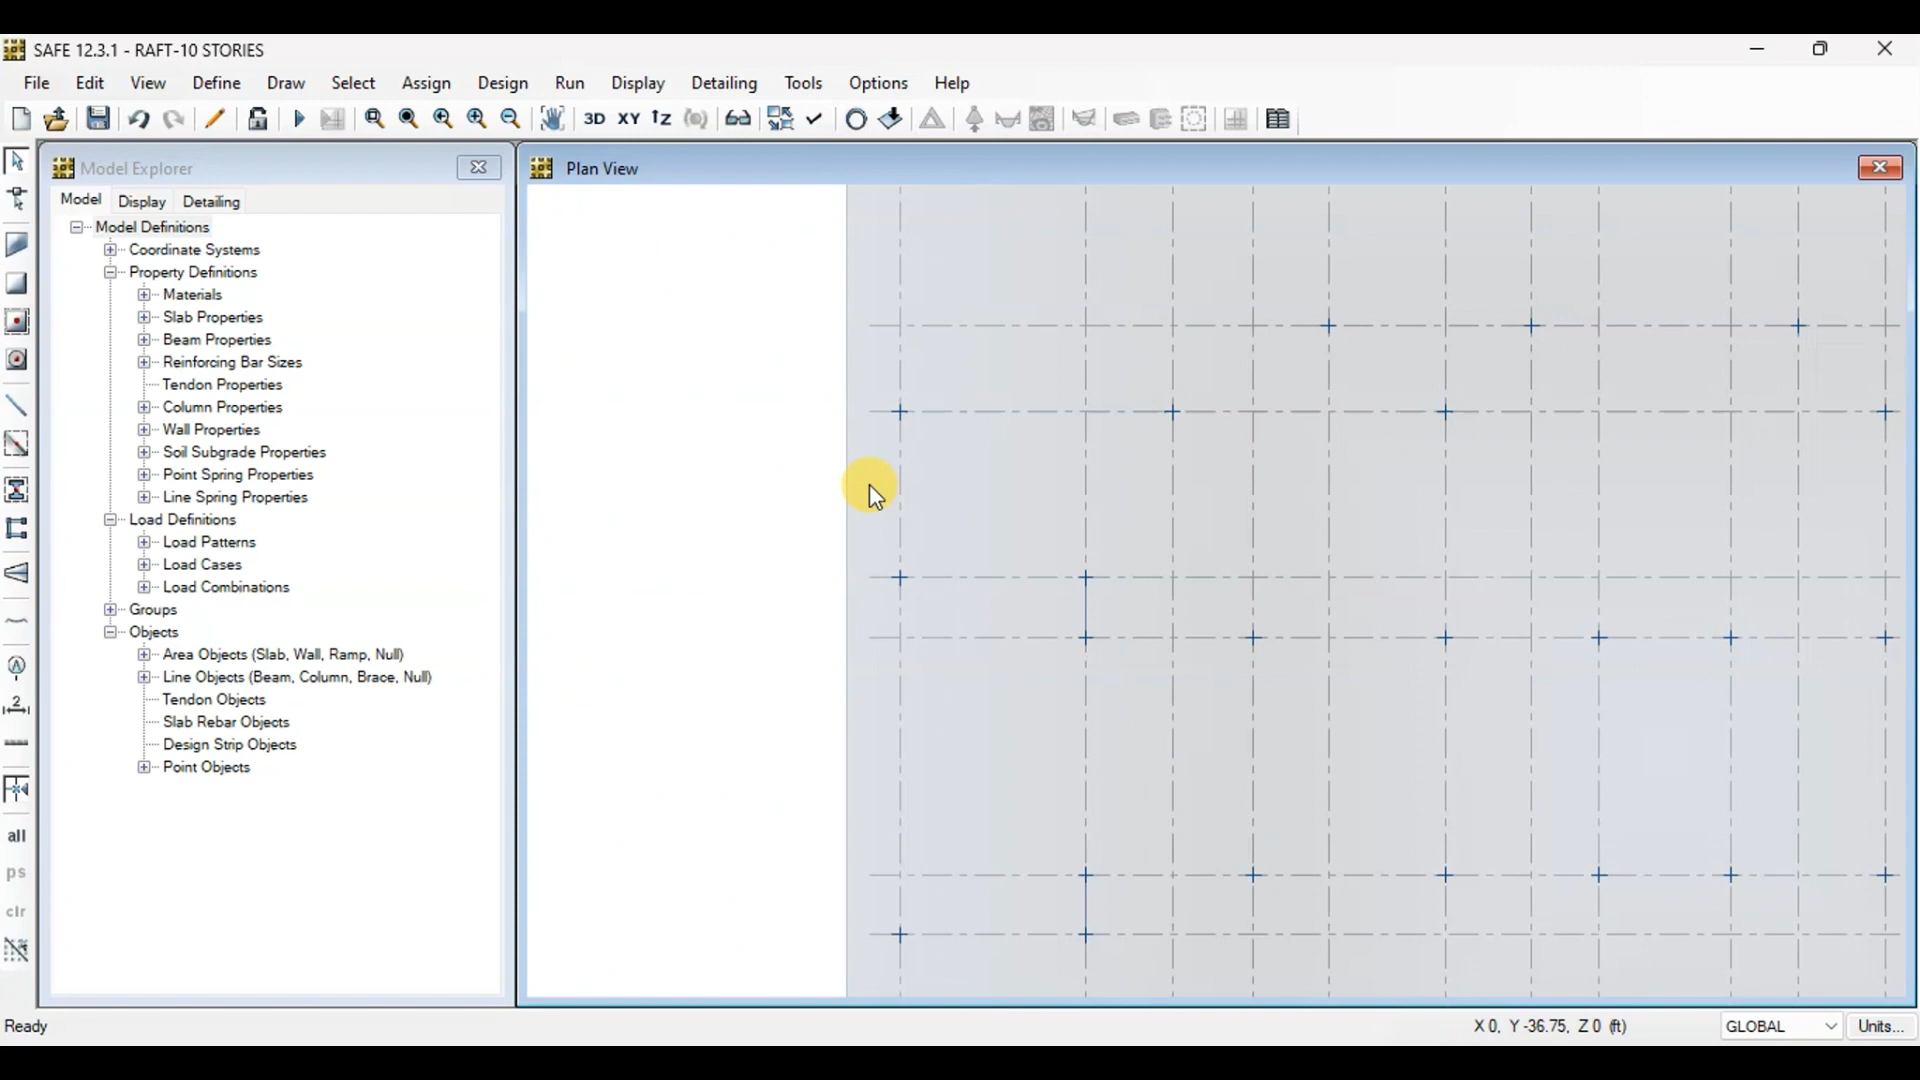 SAFE 12.3.1 - RAFT-10 STORIES
File Edit View Define Draw Select Assign Design Run Display Detailing Tools Options Help
3D XY Z
Model Explorer
Plan View
Model Display Detailing
Model Definitions
Coordinate Systems
Property Definitions
Materials
Slab Properties
Beam Properties
Reinforcing Bar Sizes
Tendon Properties
Column Properties
Wall Properties
Soil Subgrade Properties
Point Spring Properties
Line Spring Properties
Load Definitions
Load Patterns
Load Cases
Load Combinations
Groups
Objects
Area Objects (Slab, Wall, Ramp, Null)
Line Objects (Beam, Column, Brace, Null)
Tendon Objects
Slab Rebar Objects
Design Strip Objects
Point Objects
A
2
all
ps
clr
Ready
X 0, Y -36.75, Z 0 (ft)
GLOBAL
Units...